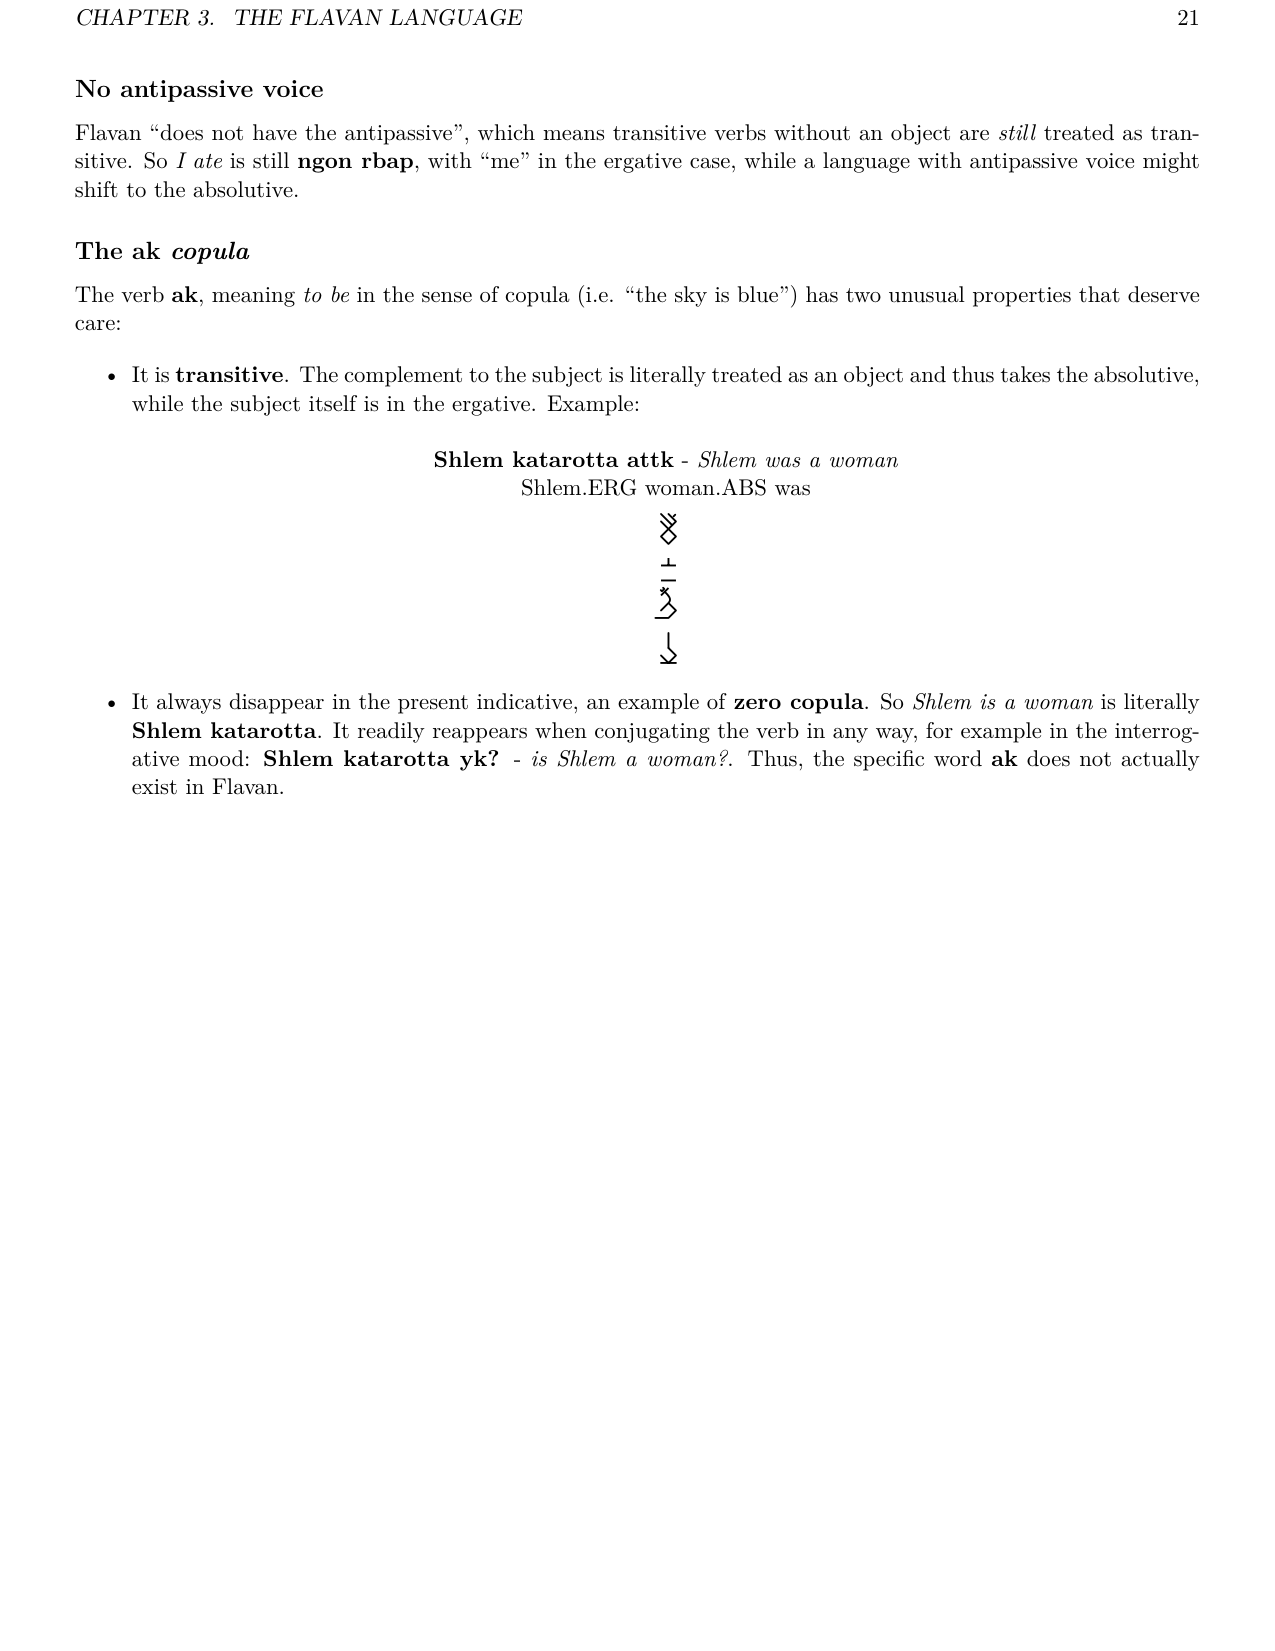 CHAPTER 3. THE FLAVAN LANGUAGE 21
No antipassive voice
Flavan “does not have the antipassive”, which means transitive verbs without an object are still treated as tran-
sitive. So I ate is still ngon rbap, with “me” in the ergative case, while a language with antipassive voice might
shift to the absolutive.
The ak copula
The verb ak, meaning to be in the sense of copula (i.e. “the sky is blue”) has two unusual properties that deserve
care:
• It is transitive. The complement to the subject is literally treated as an object and thus takes the absolutive,
while the subject itself is in the ergative. Example:
Shlem katarotta attk - Shlem was a woman
Shlem.ERG woman.ABS was
• It always disappear in the present indicative, an example of zero copula. So Shlem is a woman is literally
Shlem katarotta. It readily reappears when conjugating the verb in any way, for example in the interrog-
ative mood: Shlem katarotta yk? - is Shlem a woman?. Thus, the specific word ak does not actually
exist in Flavan.